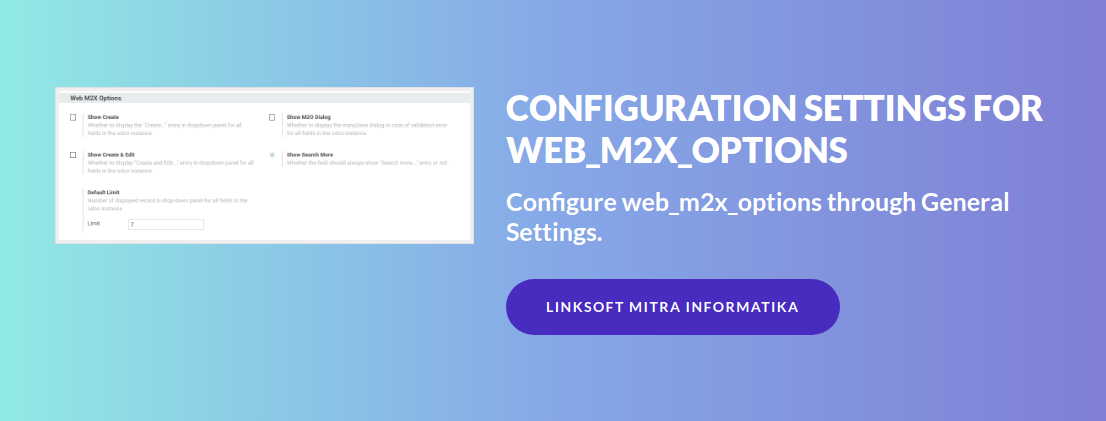 Web M2X Options
Show Create
Whether to display the "Create..." entry in dropdown panel for all
fields in the odoo instance.
Show M2O Dialog
Whether to display the many2one dialog in case of validation error
for all fields in the odoo instance.
Show Create & Edit
Whether to display "Create and Edit..." entry in dropdown panel for all
fields in the odoo instance.
Show Search More
Whether the field should always show "Search more..." entry or not.
Default Limit
Number of displayed record in drop-down panel for all fields in the
odoo instance.
Limit 7
CONFIGURATION SETTINGS FOR
WEB_M2X_OPTIONS
Configure web_m2x_options through General
Settings.
LINKSOFT MITRA INFORMATIKA